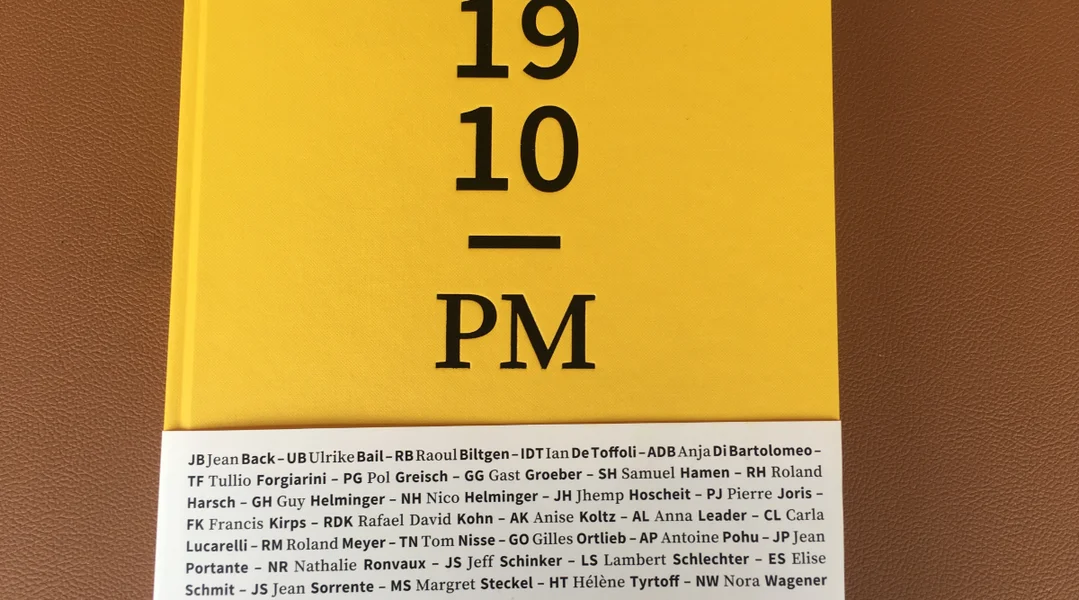 19
10
—
PM
JB Jean Back – UB Ulrike Bail – RB Raoul Biltgen – IDT Ian De Toffoli – ADB Anja Di Bartolomeo –
TF Tullio Forgiarini – PG Pol Greisch – GG Gast Groeber – SH Samuel Hamen – RH Roland
Harsch – GH Guy Helminger – NH Nico Helminger – JH Jhemp Hoscheit – PJ Pierre Joris –
FK Francis Kirps – RDK Rafael David Kohn – AK Anise Koltz – AL Anna Leader – CL Carla
Lucarelli – RM Roland Meyer – TN Tom Nisse – GO Gilles Ortlieb – AP Antoine Pohu – JP Jean
Portante – NR Nathalie Ronvaux – JS Jeff Schinker – LS Lambert Schlechter – ES Elise
Schmit – JS Jean Sorrente – MS Margret Steckel – HT Hélène Tyrtoff – NW Nora Wagener